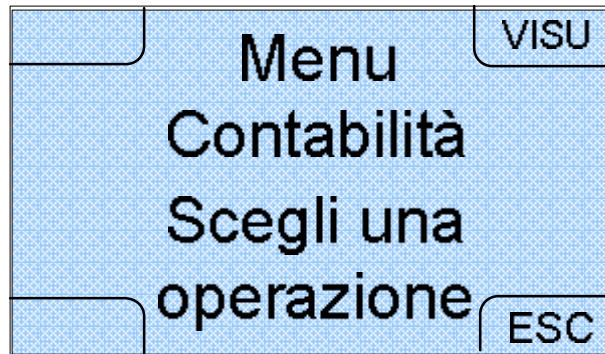 VISU
Menu
Contabilità
Scegli una
operazione
ESC